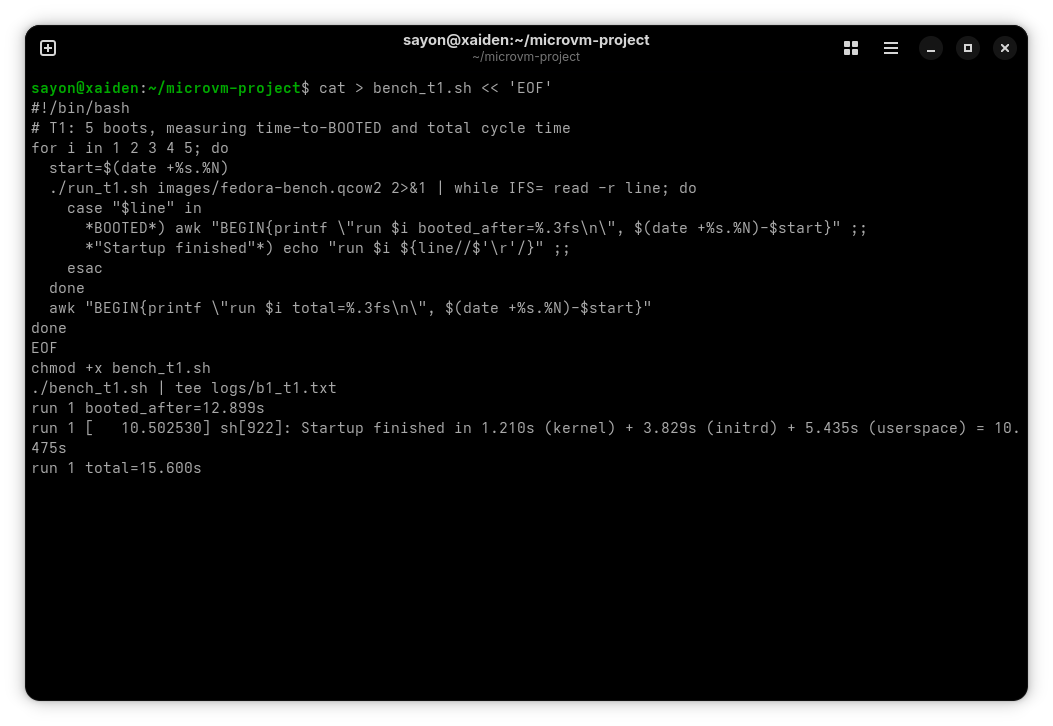 sayon@xaiden:~/microvm-project
~/microvm-project
sayon@xaiden:~/microvm-project$ cat > bench_t1.sh << 'EOF'
#!/bin/bash
# T1: 5 boots, measuring time-to-BOOTED and total cycle time
for i in 1 2 3 4 5; do
  start=$(date +%s.%N)
  ./run_t1.sh images/fedora-bench.qcow2 2>&1 | while IFS= read -r line; do
    case "$line" in
      *BOOTED*) awk "BEGIN{printf \"run $i booted_after=%.3fs\n\", $(date +%s.%N)-$start}" ;;
      *"Startup finished"*) echo "run $i ${line//$'\r'/}" ;;
    esac
  done
  awk "BEGIN{printf \"run $i total=%.3fs\n\", $(date +%s.%N)-$start}"
done
EOF
chmod +x bench_t1.sh
./bench_t1.sh | tee logs/b1_t1.txt
run 1 booted_after=12.899s
run 1 [   10.502530] sh[922]: Startup finished in 1.210s (kernel) + 3.829s (initrd) + 5.435s (userspace) = 10.
475s
run 1 total=15.600s